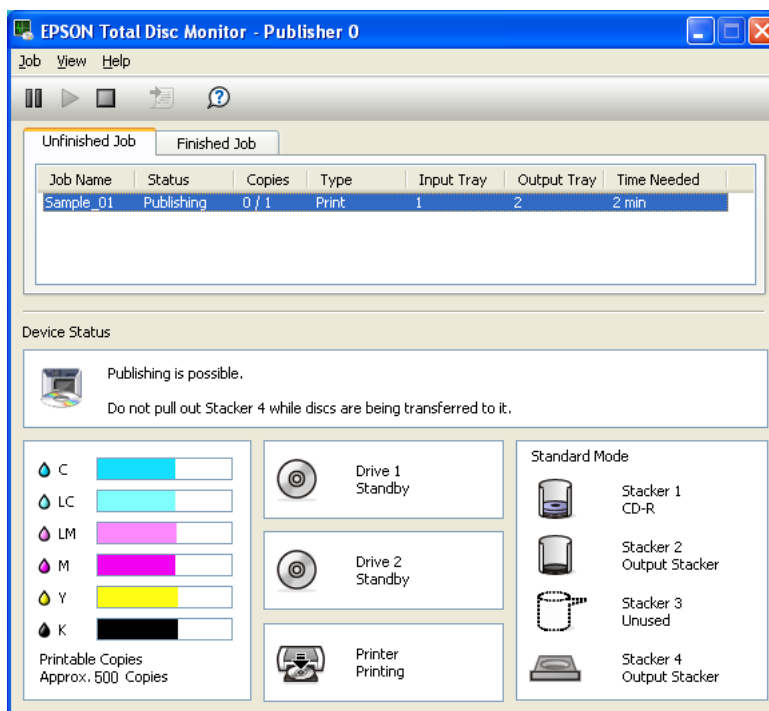 EPSON Total Disc Monitor - Publisher 0
Job View Help
Unfinished Job Finished Job
Job Name Status Copies Type Input Tray Output Tray Time Needed
Sample_01 Publishing 0 / 1 Print 1 2 2 min
Device Status
Publishing is possible.
Do not pull out Stacker 4 while discs are being transferred to it.
C
LC
LM
M
Y
K
Printable Copies
Approx. 500 Copies
Drive 1
Standby
Drive 2
Standby
Printer
Printing
Standard Mode
Stacker 1
CD-R
Stacker 2
Output Stacker
Stacker 3
Unused
Stacker 4
Output Stacker